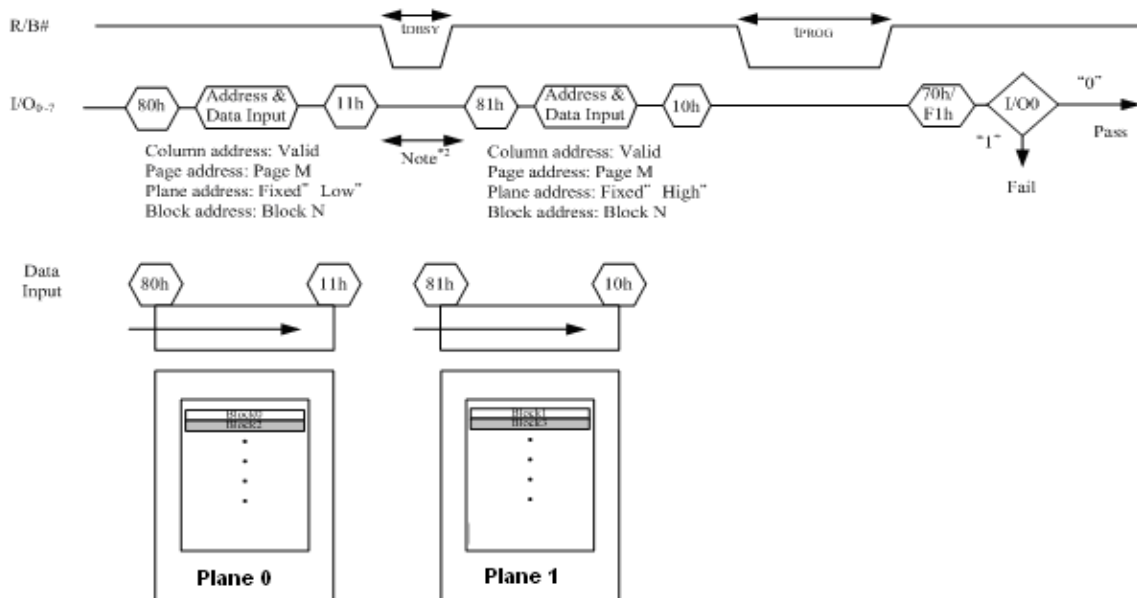 R/B#
tDBSY
tPROG
I/O0-7
80h
Address &
Data Input
11h
81h
Address &
Data Input
10h
70h/
F1h
I/O0
“0”
Pass
“1”
Fail
Note*2
Column address: Valid
Page address: Page M
Plane address: Fixed” Low”
Block address: Block N
Column address: Valid
Page address: Page M
Plane address: Fixed” High”
Block address: Block N
Data
Input
80h
11h
81h
10h
Block0
Block2
Block1
Block3
Plane 0
Plane 1